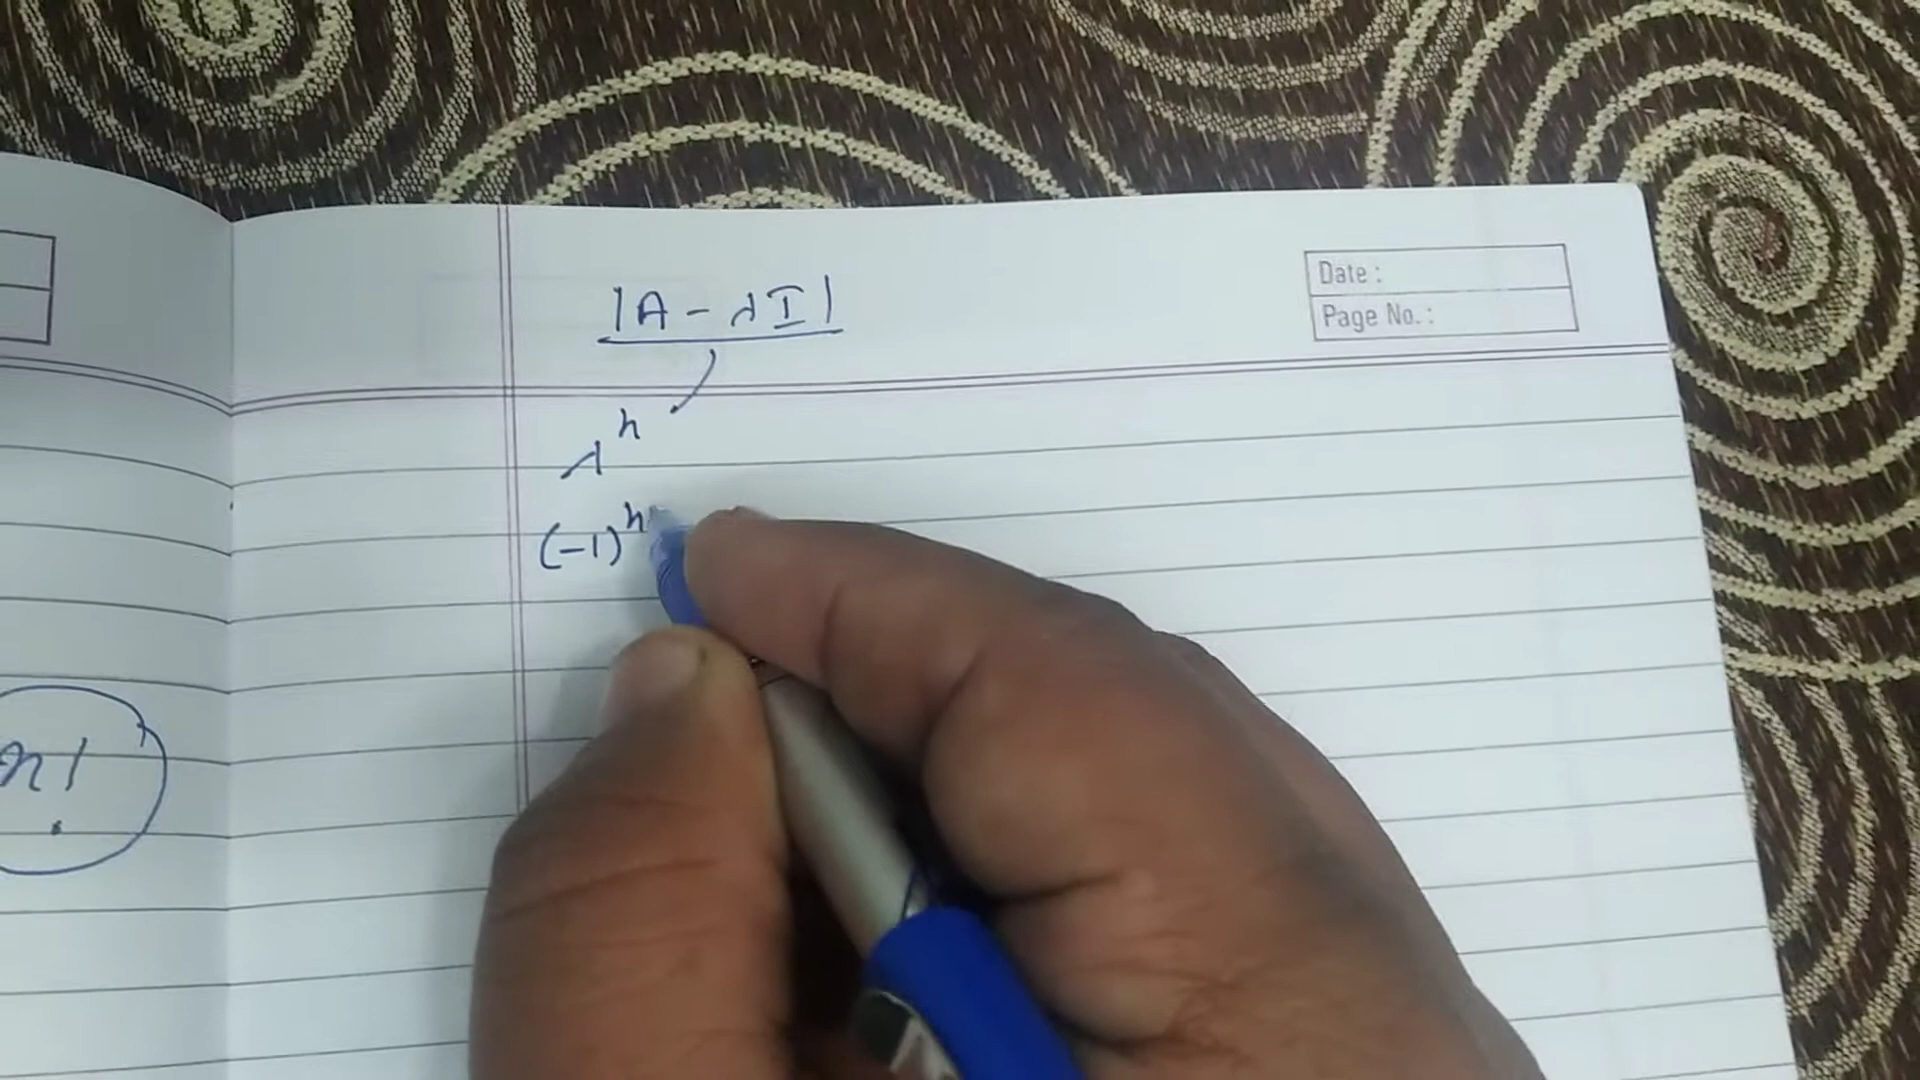 |A - λI|
Date :
Page No. :
λ^n
(-1)^n
n!